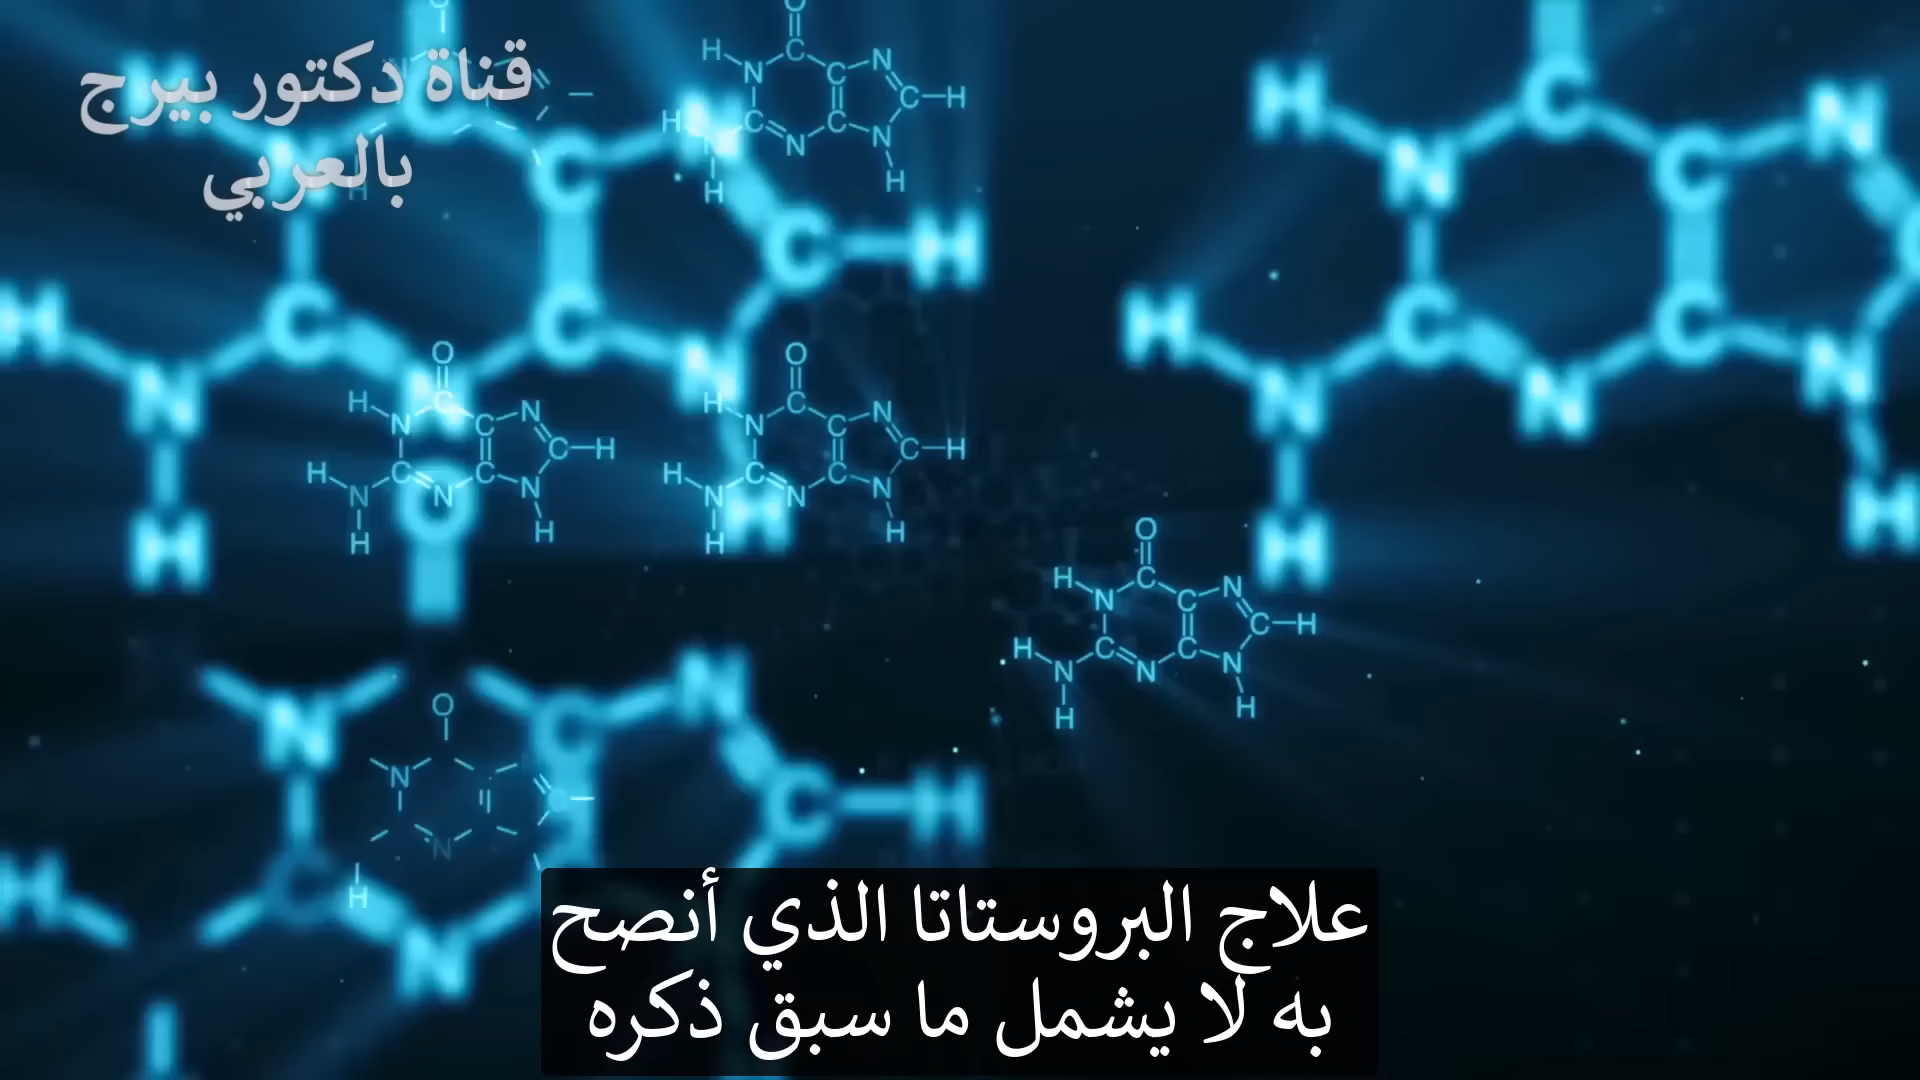 قناة دكتور بيرج
بالعربي
علاج البروستاتا الذي أنصح
به لا يشمل ما سبق ذكره